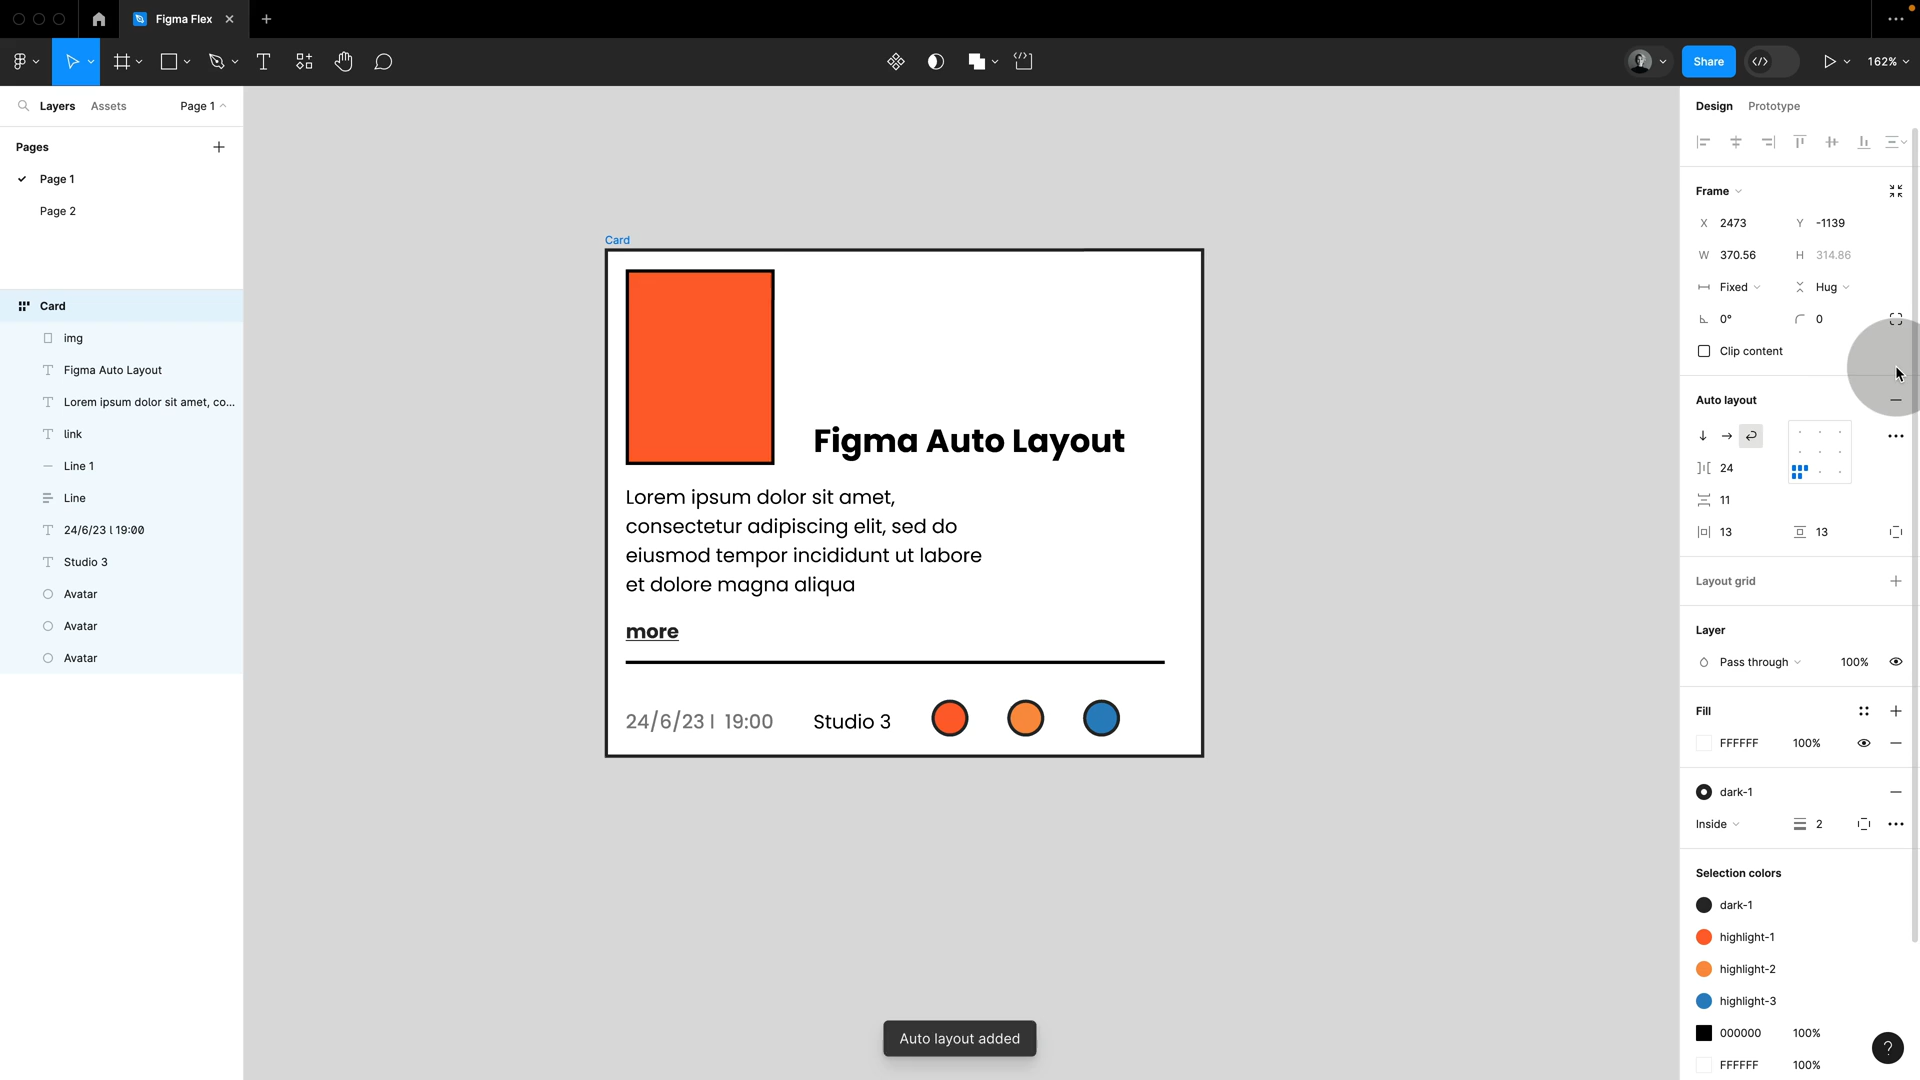 Figma Flex
Share
162%
Layers Assets Page 1
Pages
Page 1
Page 2
Card
img
Figma Auto Layout
Lorem ipsum dolor sit amet, co...
link
Line 1
Line
24/6/23 l 19:00
Studio 3
Avatar
Avatar
Avatar
Card
Figma Auto Layout
Lorem ipsum dolor sit amet,
consectetur adipiscing elit, sed do
eiusmod tempor incididunt ut labore
et dolore magna aliqua
more
24/6/23 l 19:00 Studio 3
Auto layout added
Design Prototype
Frame
X 2473 Y -1139
W 370.56 H 314.86
Fixed Hug
0° 0
Clip content
Auto layout
24
11
13 13
Layout grid
Layer
Pass through 100%
Fill
FFFFFF 100%
dark-1
Inside 2
Selection colors
dark-1
highlight-1
highlight-2
highlight-3
000000 100%
FFFFFF 100%
?